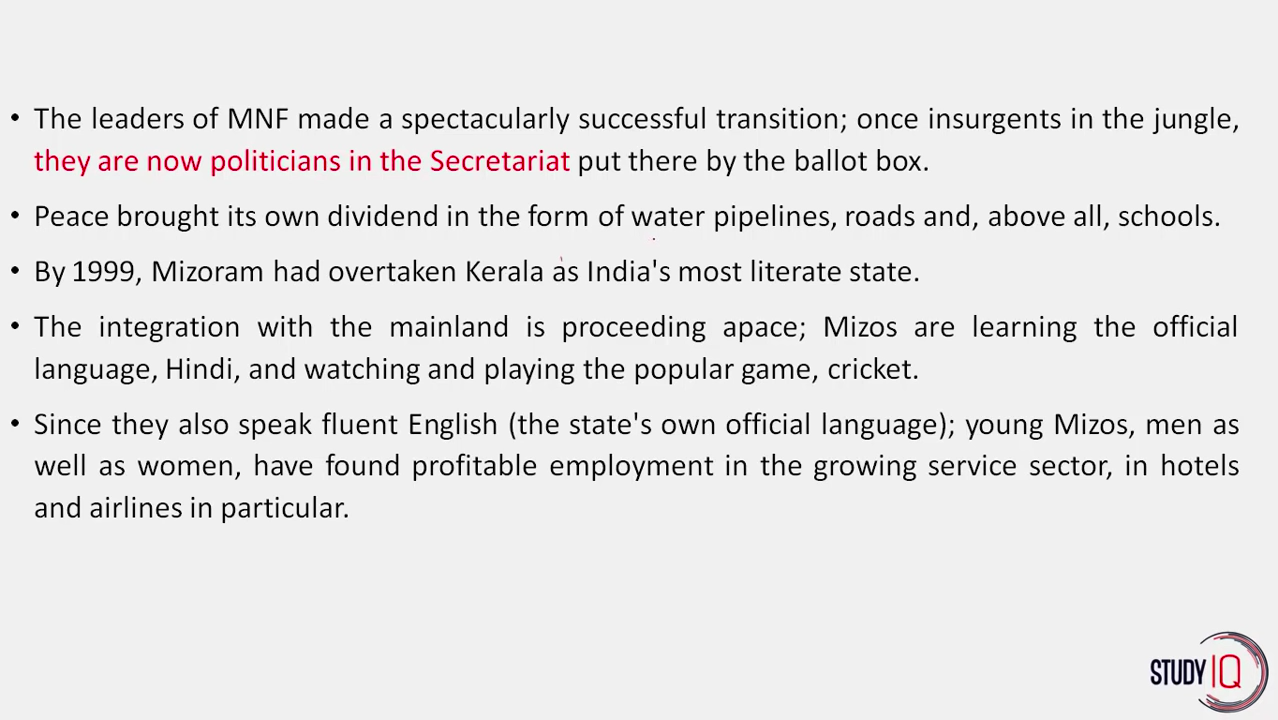 • The leaders of MNF made a spectacularly successful transition; once insurgents in the jungle,
they are now politicians in the Secretariat put there by the ballot box.
• Peace brought its own dividend in the form of water pipelines, roads and, above all, schools.
• By 1999, Mizoram had overtaken Kerala as India's most literate state.
• The integration with the mainland is proceeding apace; Mizos are learning the official
language, Hindi, and watching and playing the popular game, cricket.
• Since they also speak fluent English (the state's own official language); young Mizos, men as
well as women, have found profitable employment in the growing service sector, in hotels
and airlines in particular.
STUDY IQ